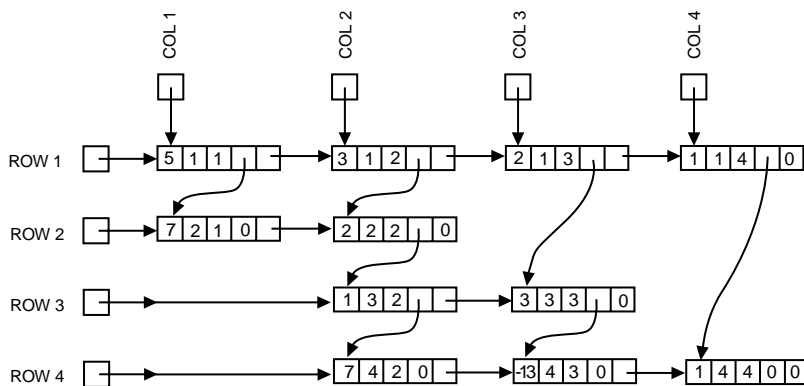 COL 1 COL 2 COL 3 COL 4
ROW 1 5 1 1 3 1 2 2 1 3 1 1 4 0
ROW 2 7 2 1 0 2 2 2 0
ROW 3 1 3 2 3 3 3 0
ROW 4 7 4 2 0 -13 4 3 0 1 4 4 0 0